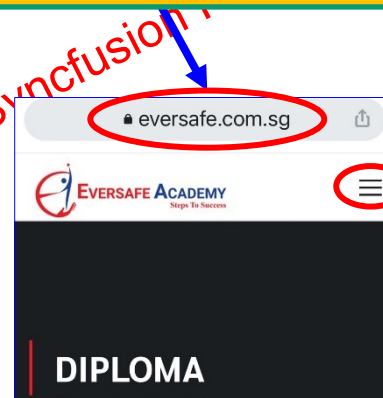 syncfusion
eversafe.com.sg
EVERSAFE ACADEMY
Steps To Success
DIPLOMA